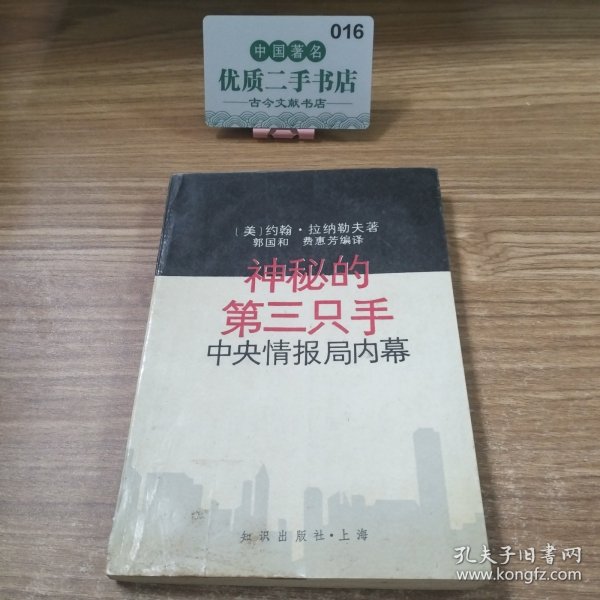 016
中国著名
优质二手书店
古今文献书店
〔美〕约翰·拉纳勒夫著
郭国和 费惠芳编译
神秘的
第三只手
中央情报局内幕
知识出版社·上海
孔夫子旧书网
www.kongfz.com